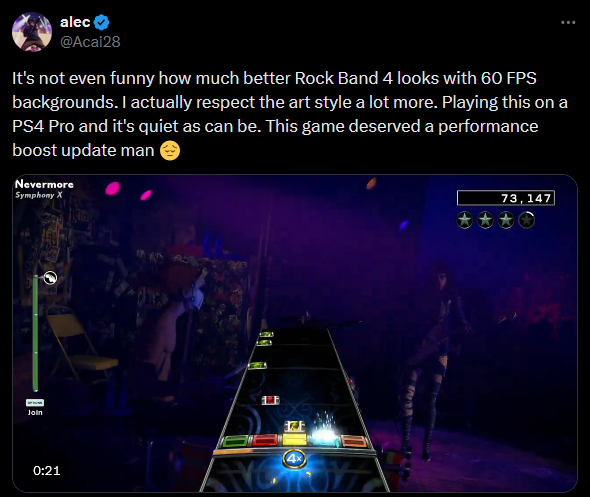 alec
@Acai28
It's not even funny how much better Rock Band 4 looks with 60 FPS
backgrounds. I actually respect the art style a lot more. Playing this on a
PS4 Pro and it's quiet as can be. This game deserved a performance
boost update man 😔
Nevermore
Symphony X
73,147
OPTIONS
Join
4x
0:21